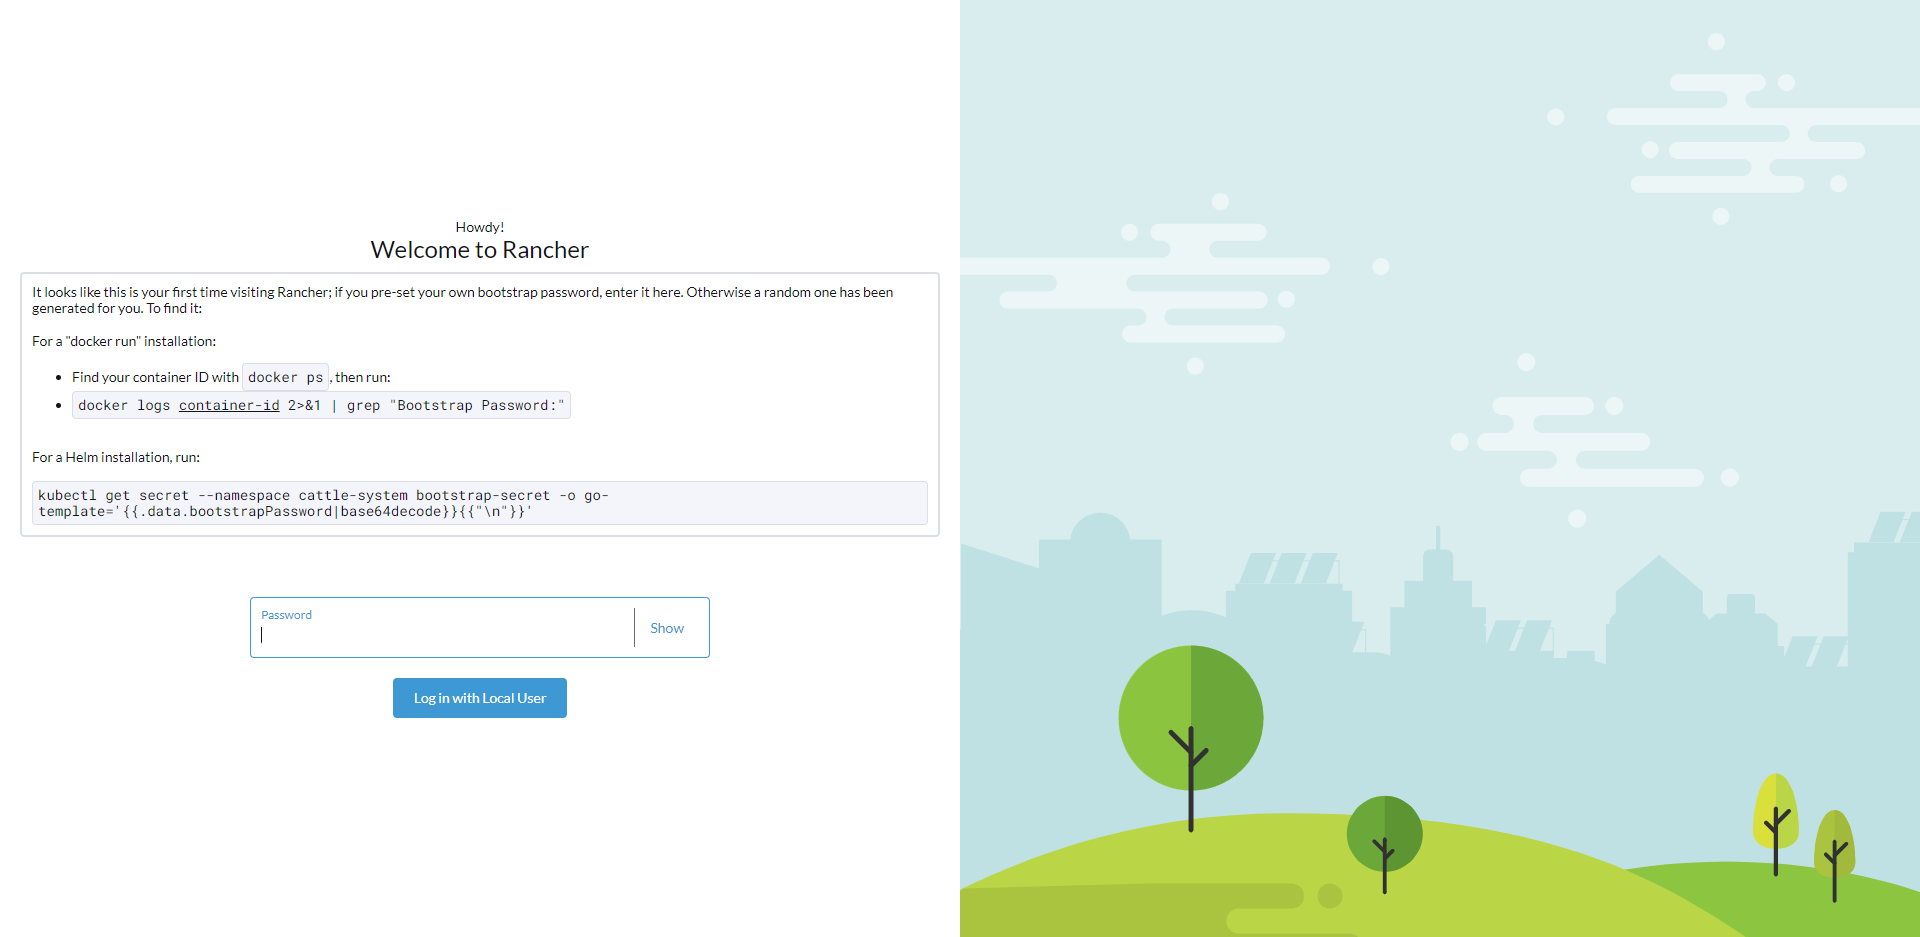 Howdy!
Welcome to Rancher
It looks like this is your first time visiting Rancher; if you pre-set your own bootstrap password, enter it here. Otherwise a random one has been
generated for you. To find it:
For a "docker run" installation:
• Find your container ID with docker ps, then run:
• docker logs container-id 2>&1 | grep "Bootstrap Password:"
For a Helm installation, run:
kubectl get secret --namespace cattle-system bootstrap-secret -o go-
template='{{.data.bootstrapPassword|base64decode}}{{"\n"}}'
Password
Show
Log in with Local User